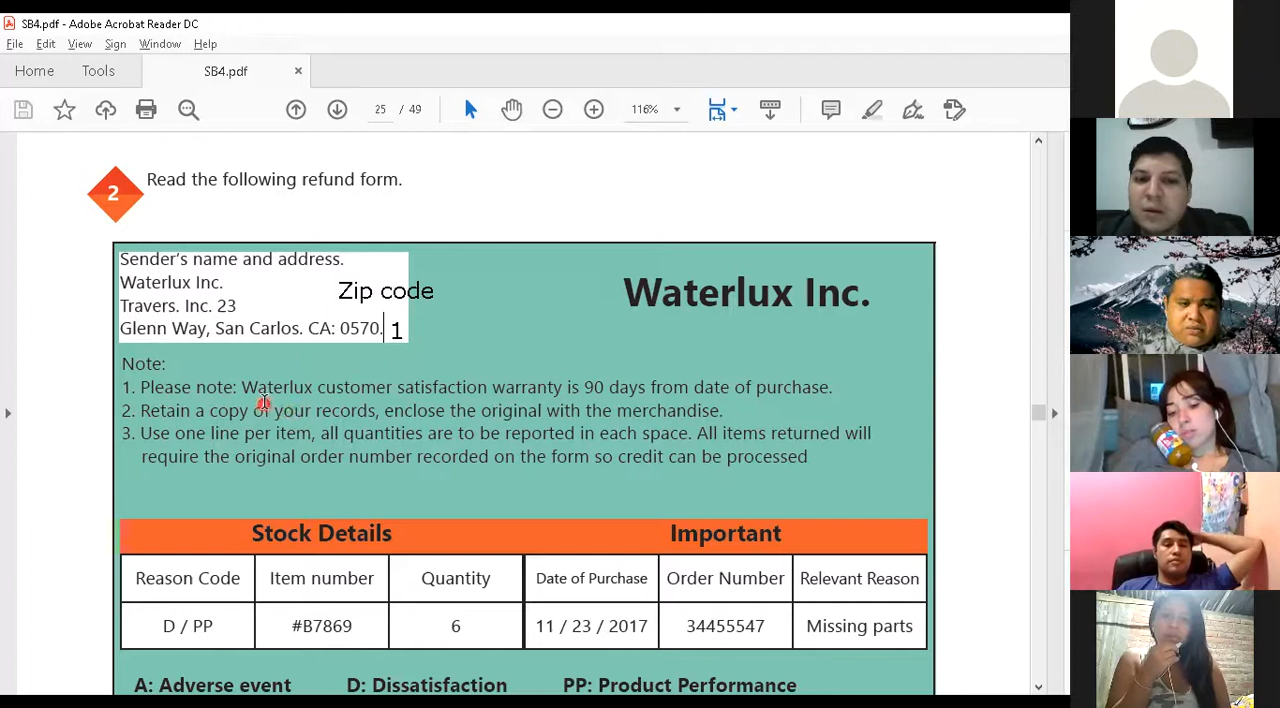 SB4.pdf - Adobe Acrobat Reader DC
File Edit View Sign Window Help
Home Tools SB4.pdf ×
25 / 49 116%
2 Read the following refund form.
Sender's name and address.
Waterlux Inc.
Travers. Inc. 23
Glenn Way, San Carlos. CA: 0570.
Zip code
1
Waterlux Inc.
Note:
1. Please note: Waterlux customer satisfaction warranty is 90 days from date of purchase.
2. Retain a copy of your records, enclose the original with the merchandise.
3. Use one line per item, all quantities are to be reported in each space. All items returned will
require the original order number recorded on the form so credit can be processed
Stock Details Important
Reason Code Item number Quantity Date of Purchase Order Number Relevant Reason
D / PP #B7869 6 11 / 23 / 2017 34455547 Missing parts
A: Adverse event D: Dissatisfaction PP: Product Performance